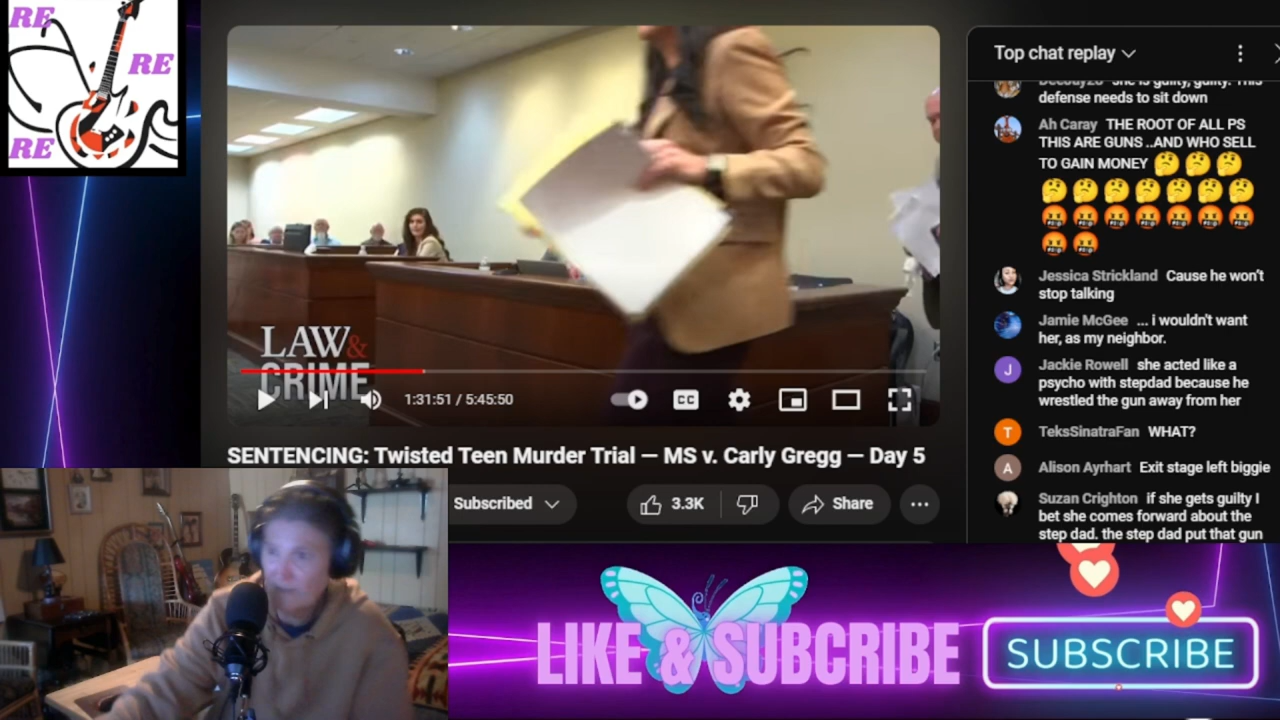 RE
RE
RE
Top chat replay
she is guilty, guilty. This
defense needs to sit down
Ah Caray THE ROOT OF ALL PS
THIS ARE GUNS ..AND WHO SELL
TO GAIN MONEY 🤔🤔🤔
🤔🤔🤔🤔🤔🤔🤔
🤬🤬🤬🤬🤬🤬🤬
🤬🤬
Jessica Strickland Cause he won't
stop talking
Jamie McGee ... i wouldn't want
her, as my neighbor.
J
Jackie Rowell she acted like a
psycho with stepdad because he
wrestled the gun away from her
T
TeksSinatraFan WHAT?
A
Alison Ayrhart Exit stage left biggie
Suzan Crighton if she gets guilty I
bet she comes forward about the
step dad. the step dad put that gun
LAW&
CRIME
1:31:51 / 5:45:50
CC
SENTENCING: Twisted Teen Murder Trial — MS v. Carly Gregg — Day 5
Subscribed
3.3K
Share
LIKE & SUBCRIBE
SUBSCRIBE